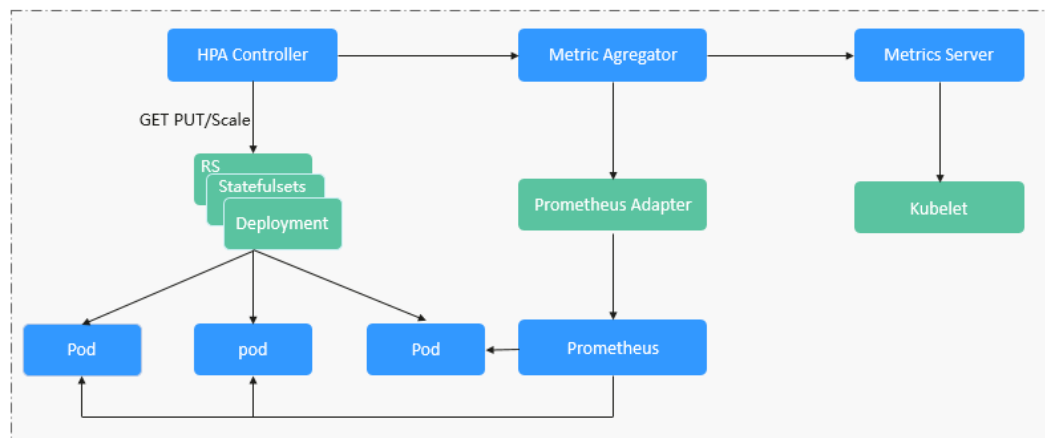 HPA Controller
Metric Agregator
Metrics Server
GET PUT/Scale
RS
Statefulsets
Deployment
Prometheus Adapter
Kubelet
Pod
pod
Pod
Prometheus